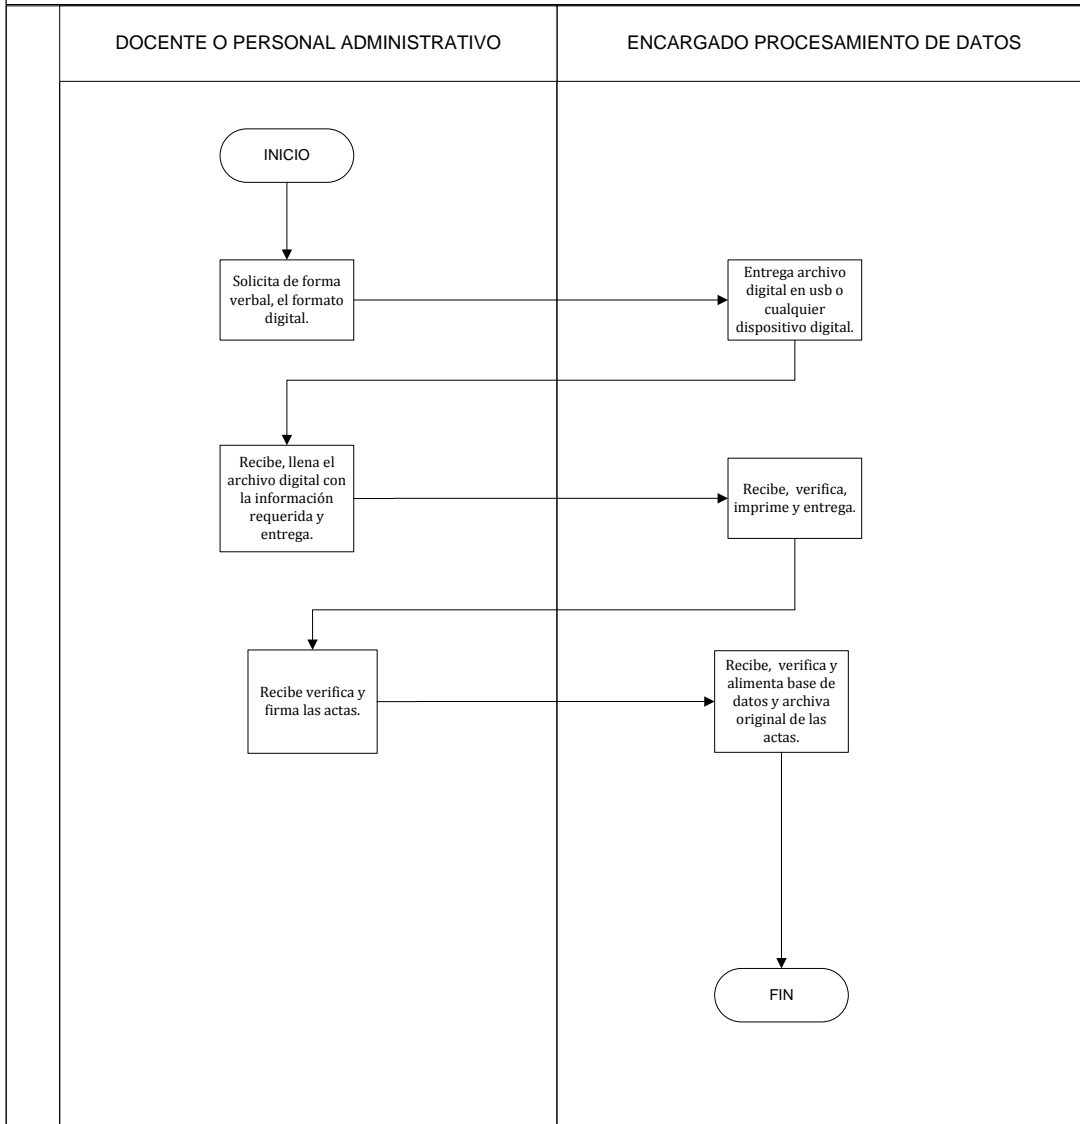 DOCENTE O PERSONAL ADMINISTRATIVO
ENCARGADO PROCESAMIENTO DE DATOS
INICIO
Solicita de forma
verbal, el formato
digital.
Entrega archivo
digital en usb o
cualquier
dispositivo digital.
Recibe, llena el
archivo digital con
la información
requerida y
entrega.
Recibe, verifica,
imprime y entrega.
Recibe verifica y
firma las actas.
Recibe, verifica y
alimenta base de
datos y archiva
original de las
actas.
FIN